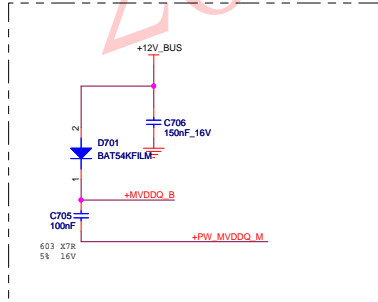 +12V_BUS
C706
150nF_16V
2
D701
BAT54KFILM
1
+MVDDQ_B
C705
100nF
+PW_MVDDQ_M
603 X7R
5% 16V